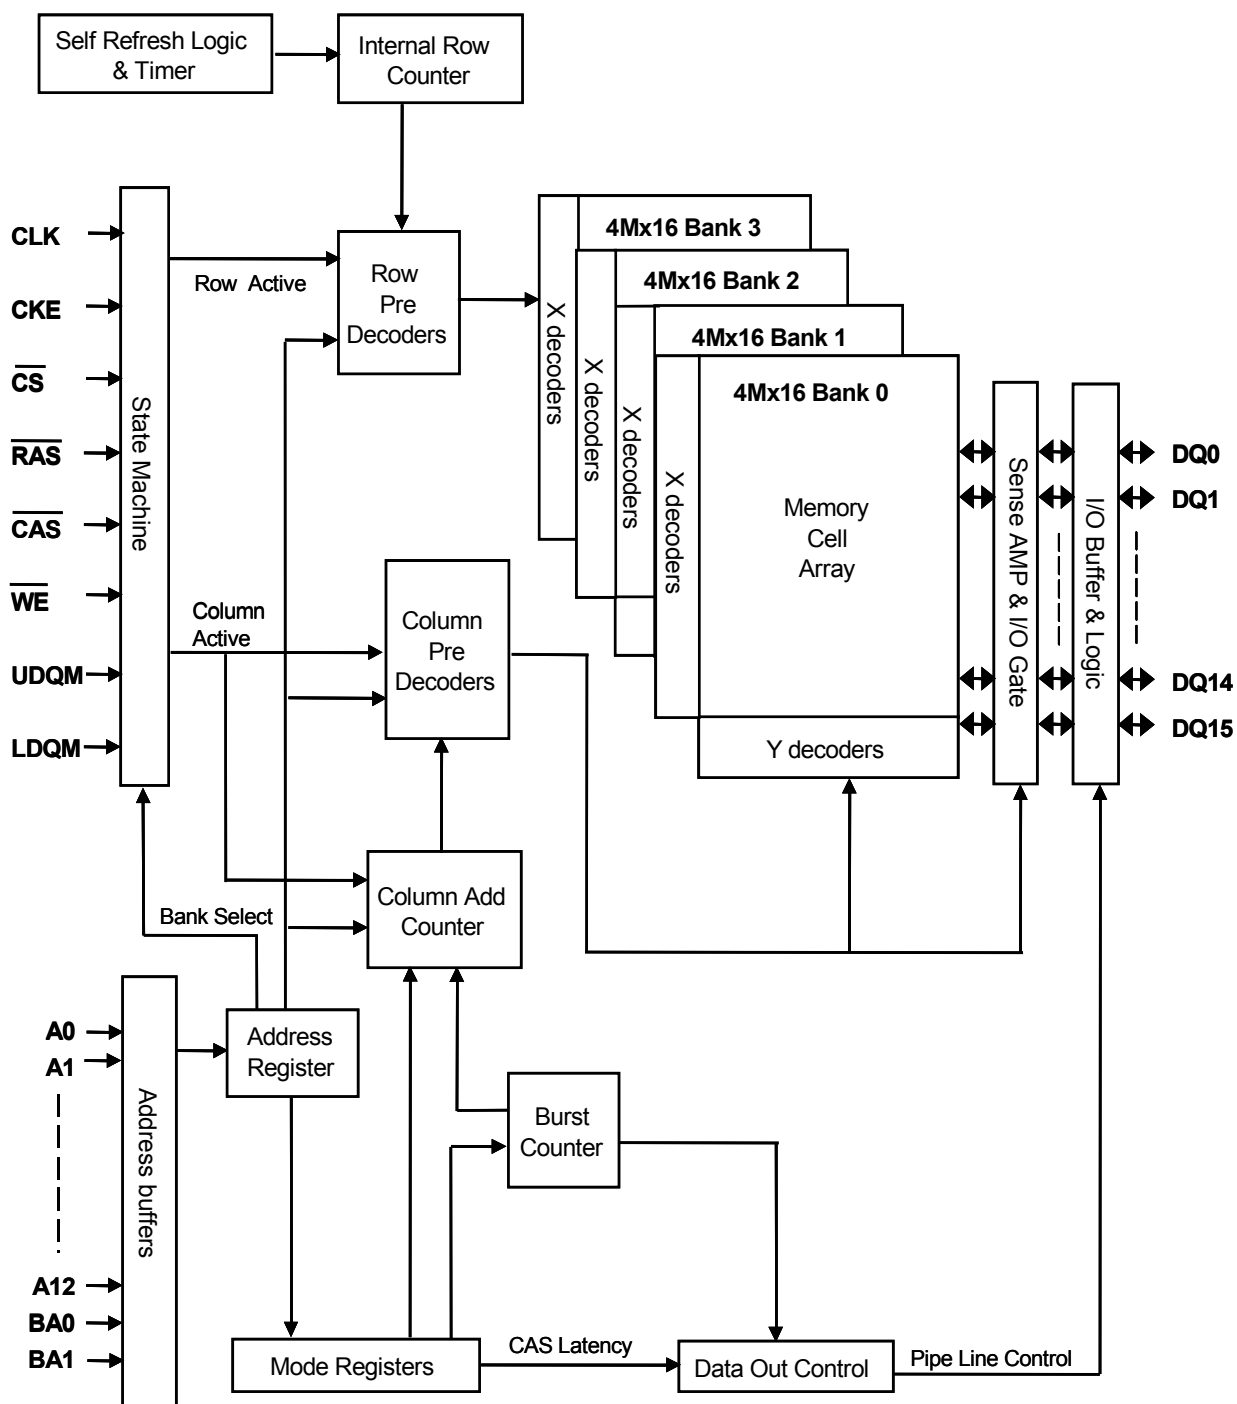 Self Refresh Logic
& Timer
Internal Row
Counter
CLK
CKE
CS
RAS
CAS
WE
UDQM
LDQM
State Machine
Row Active
Row
Pre
Decoders
Column
Active
Column
Pre
Decoders
X decoders
4Mx16 Bank 3
X decoders
4Mx16 Bank 2
X decoders
4Mx16 Bank 1
X decoders
4Mx16 Bank 0
Memory
Cell
Array
Y decoders
Sense AMP & I/O Gate
I/O Buffer & Logic
DQ0
DQ1
DQ14
DQ15
Bank Select
Column Add
Counter
A0
A1
A12
BA0
BA1
Address buffers
Address
Register
Burst
Counter
Mode Registers
CAS Latency
Data Out Control
Pipe Line Control